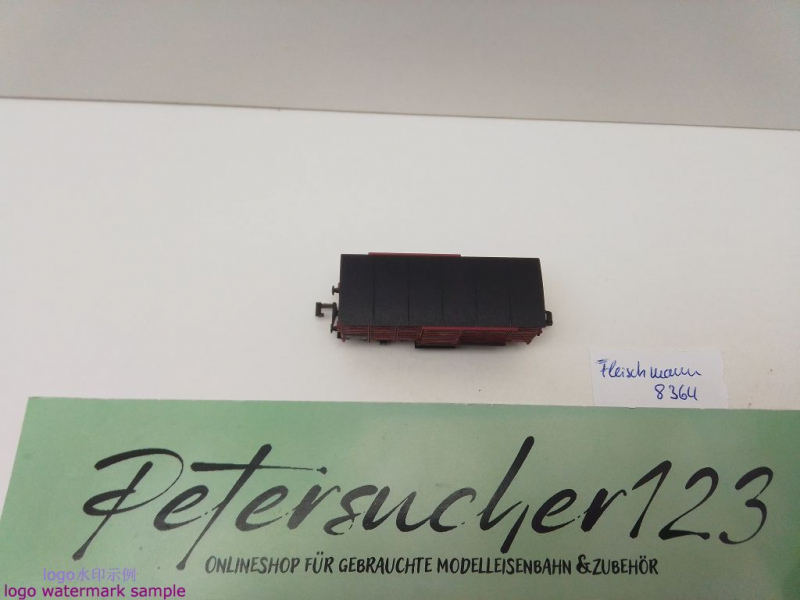 Fleischmann
8364
Petersucher123
ONLINESHOP FÜR GEBRAUCHTE MODELLEISENBAHN &ZUBEHÖR
logo水印示例
logo watermark sample